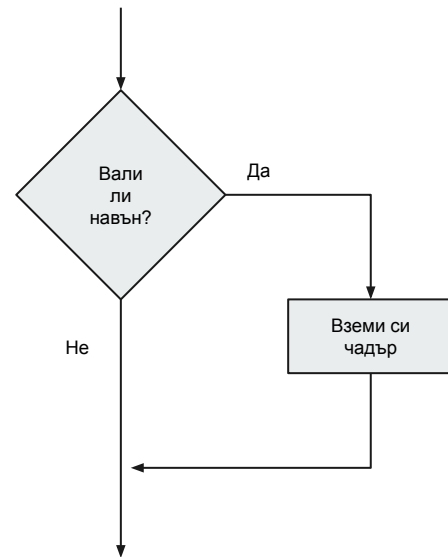 Вали
ли
навън?
Да
Вземи си
чадър
Не